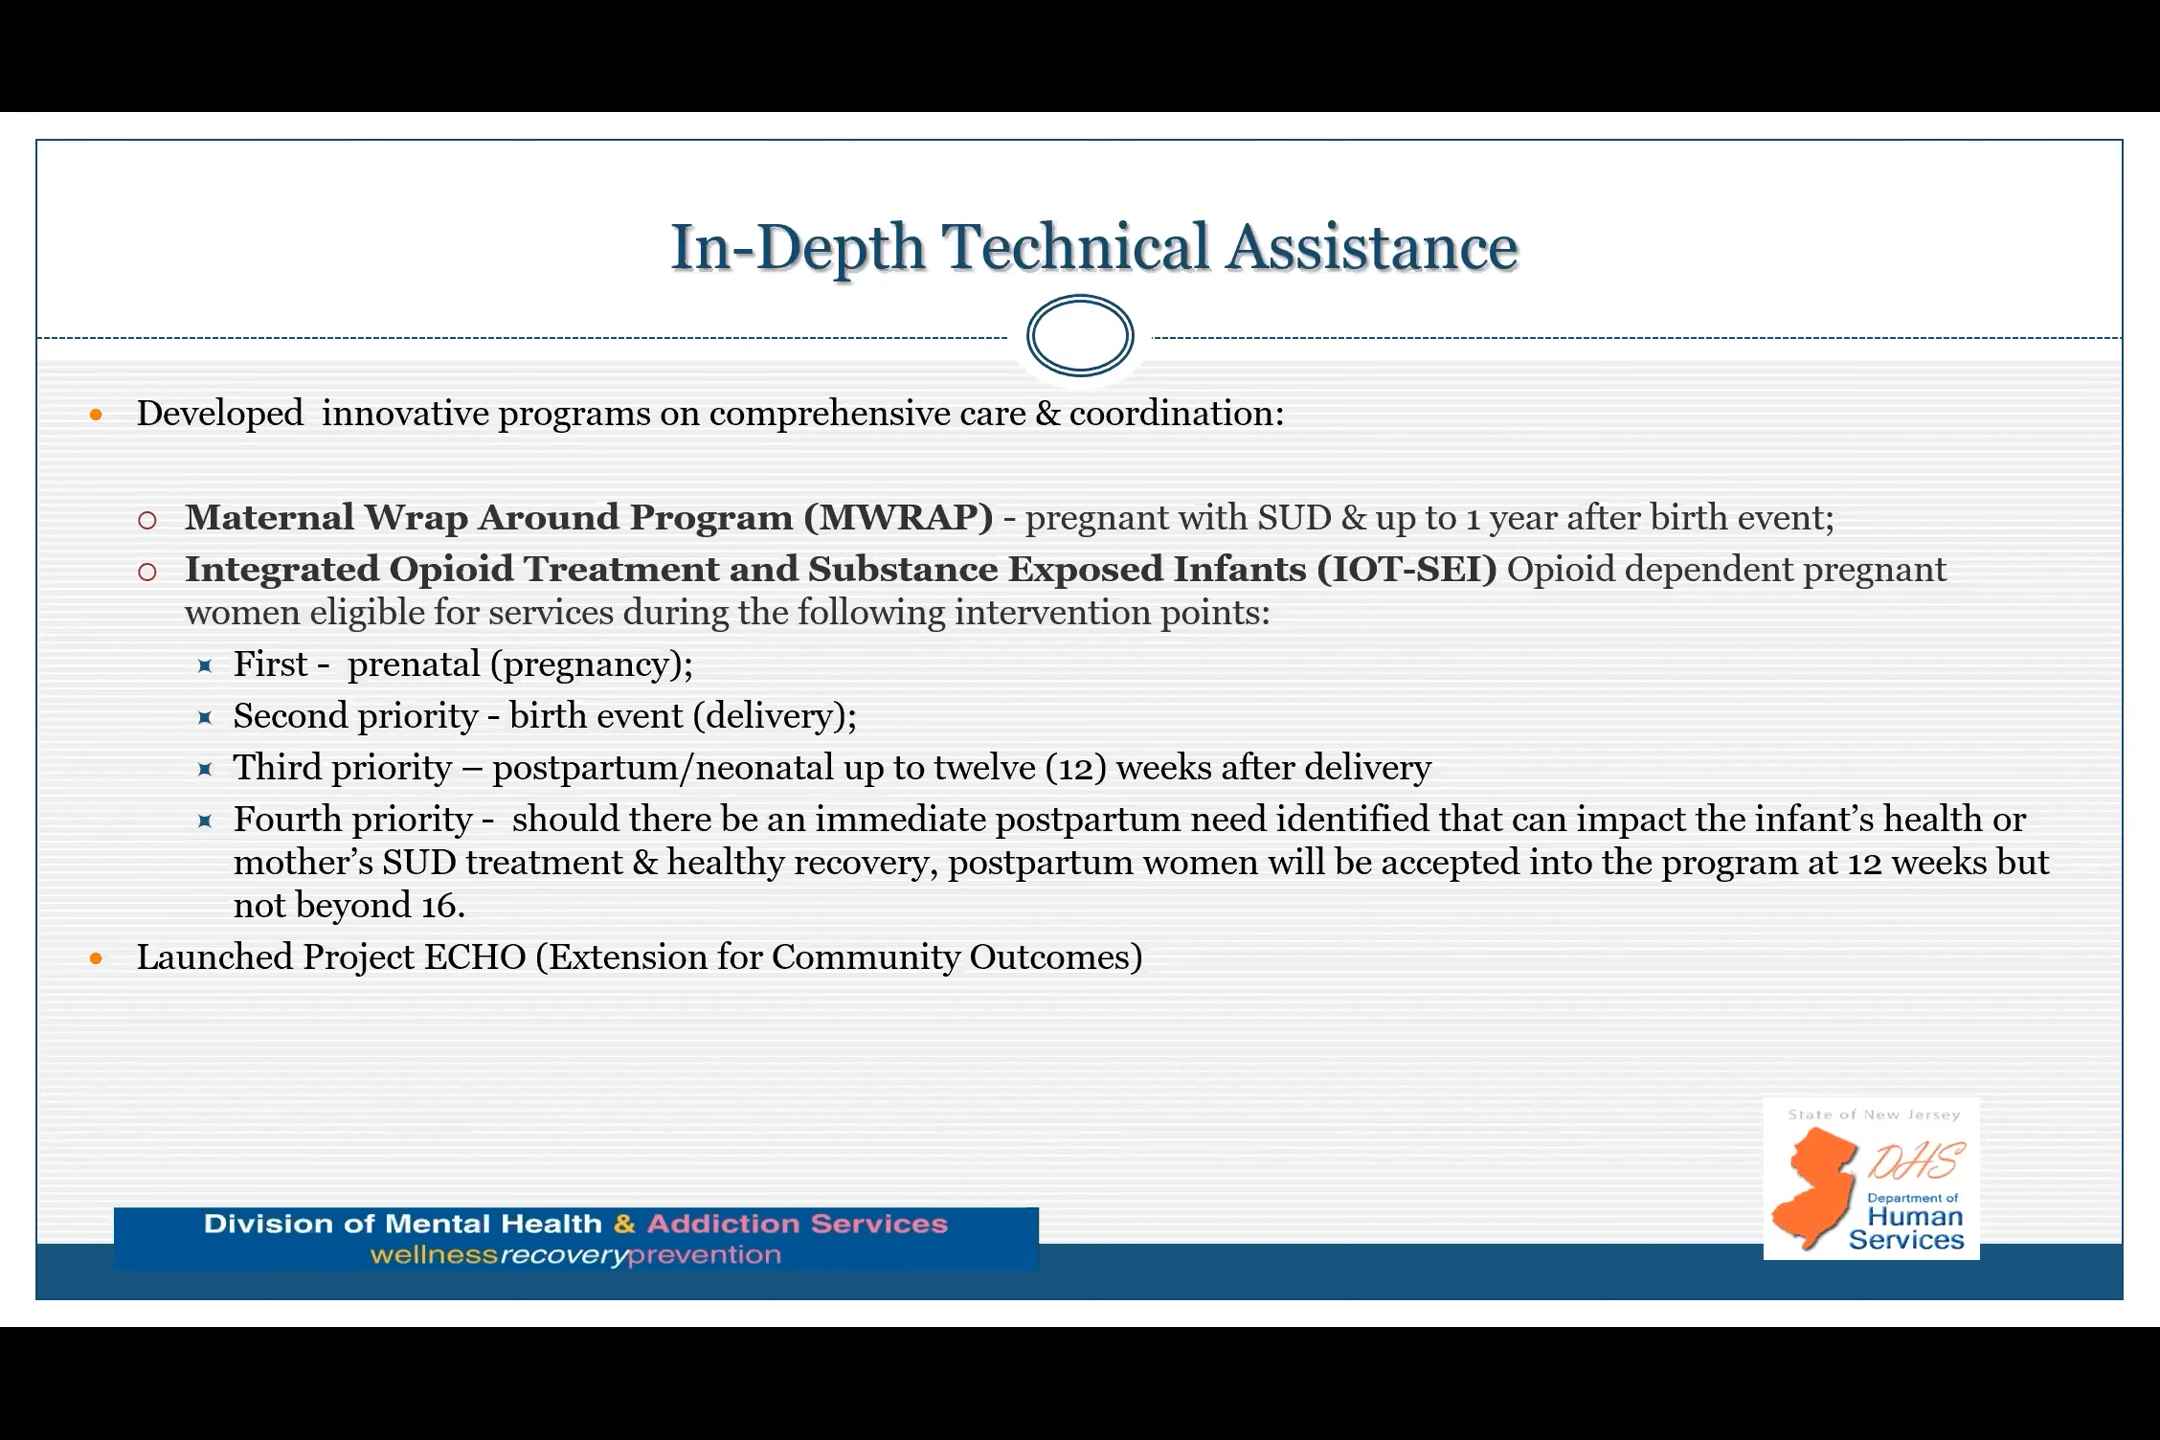 In-Depth Technical Assistance
Developed innovative programs on comprehensive care & coordination:
Maternal Wrap Around Program (MWRAP) - pregnant with SUD & up to 1 year after birth event;
Integrated Opioid Treatment and Substance Exposed Infants (IOT-SEI) Opioid dependent pregnant
women eligible for services during the following intervention points:
First - prenatal (pregnancy);
Second priority - birth event (delivery);
Third priority – postpartum/neonatal up to twelve (12) weeks after delivery
Fourth priority - should there be an immediate postpartum need identified that can impact the infant’s health or
mother’s SUD treatment & healthy recovery, postpartum women will be accepted into the program at 12 weeks but
not beyond 16.
Launched Project ECHO (Extension for Community Outcomes)
Division of Mental Health & Addiction Services
wellnessrecoveryprevention
State of New Jersey
DHS
Department of
Human
Services